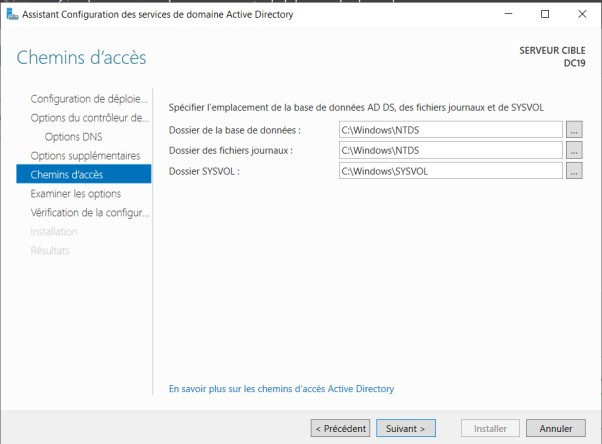 Assistant Configuration des services de domaine Active Directory
Chemins d'accès
SERVEUR CIBLE
DC19
Configuration de déploie...
Options du contrôleur de...
Options DNS
Options supplémentaires
Chemins d'accès
Examiner les options
Vérification de la configur...
Installation
Résultats
Spécifier l'emplacement de la base de données AD DS, des fichiers journaux et de SYSVOL
Dossier de la base de données : C:\Windows\NTDS ...
Dossier des fichiers journaux : C:\Windows\NTDS ...
Dossier SYSVOL : C:\Windows\SYSVOL ...
En savoir plus sur les chemins d'accès Active Directory
< Précédent Suivant > Installer Annuler